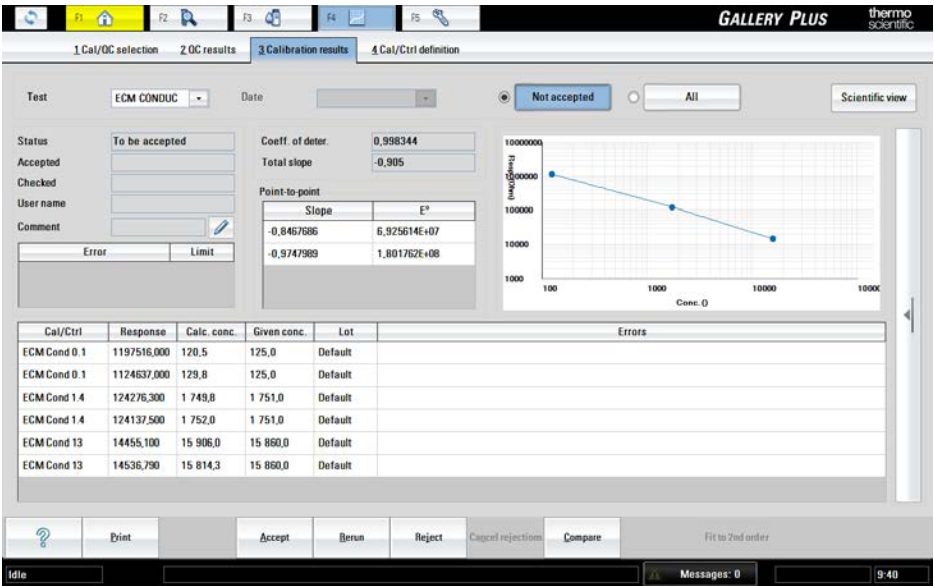 F1 F2 F3 F4 F5 GALLERY PLUS thermo scientific
1 Cal/QC selection 2 QC results 3 Calibration results 4 Cal/Ctrl definition
Test ECM CONDUC Date Not accepted All Scientific view
Status To be accepted Coeff. of deter. 0,998344
Accepted Total slope -0,905
Checked
User name Point-to-point
Comment Slope E°
-0,8467686 6,925614E+07
Error Limit -0,9747989 1,801762E+08
10000000
100000
10000
1000
100 1000 10000
Conc. ()
Cal/Ctrl Response Calc. conc. Given conc. Lot Errors
ECM Cond 0.1 1197516,000 120,5 125,0 Default
ECM Cond 0.1 1124637,000 129,8 125,0 Default
ECM Cond 1.4 124276,300 1 749,8 1 751,0 Default
ECM Cond 1.4 124137,500 1 752,0 1 751,0 Default
ECM Cond 13 14455,100 15 906,0 15 860,0 Default
ECM Cond 13 14536,790 15 814,3 15 860,0 Default
? Print Accept Rerun Reject Cancel rejection Compare Fit to 2nd order
Idle Messages: 0 9:40